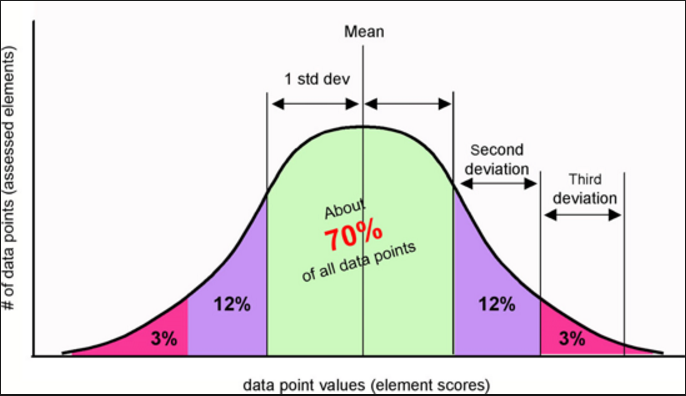 Mean
1 std dev
Second
deviation
Third
deviation
About
70%
of all data points
12%
12%
3%
3%
# of data points (assessed elements)
data point values (element scores)